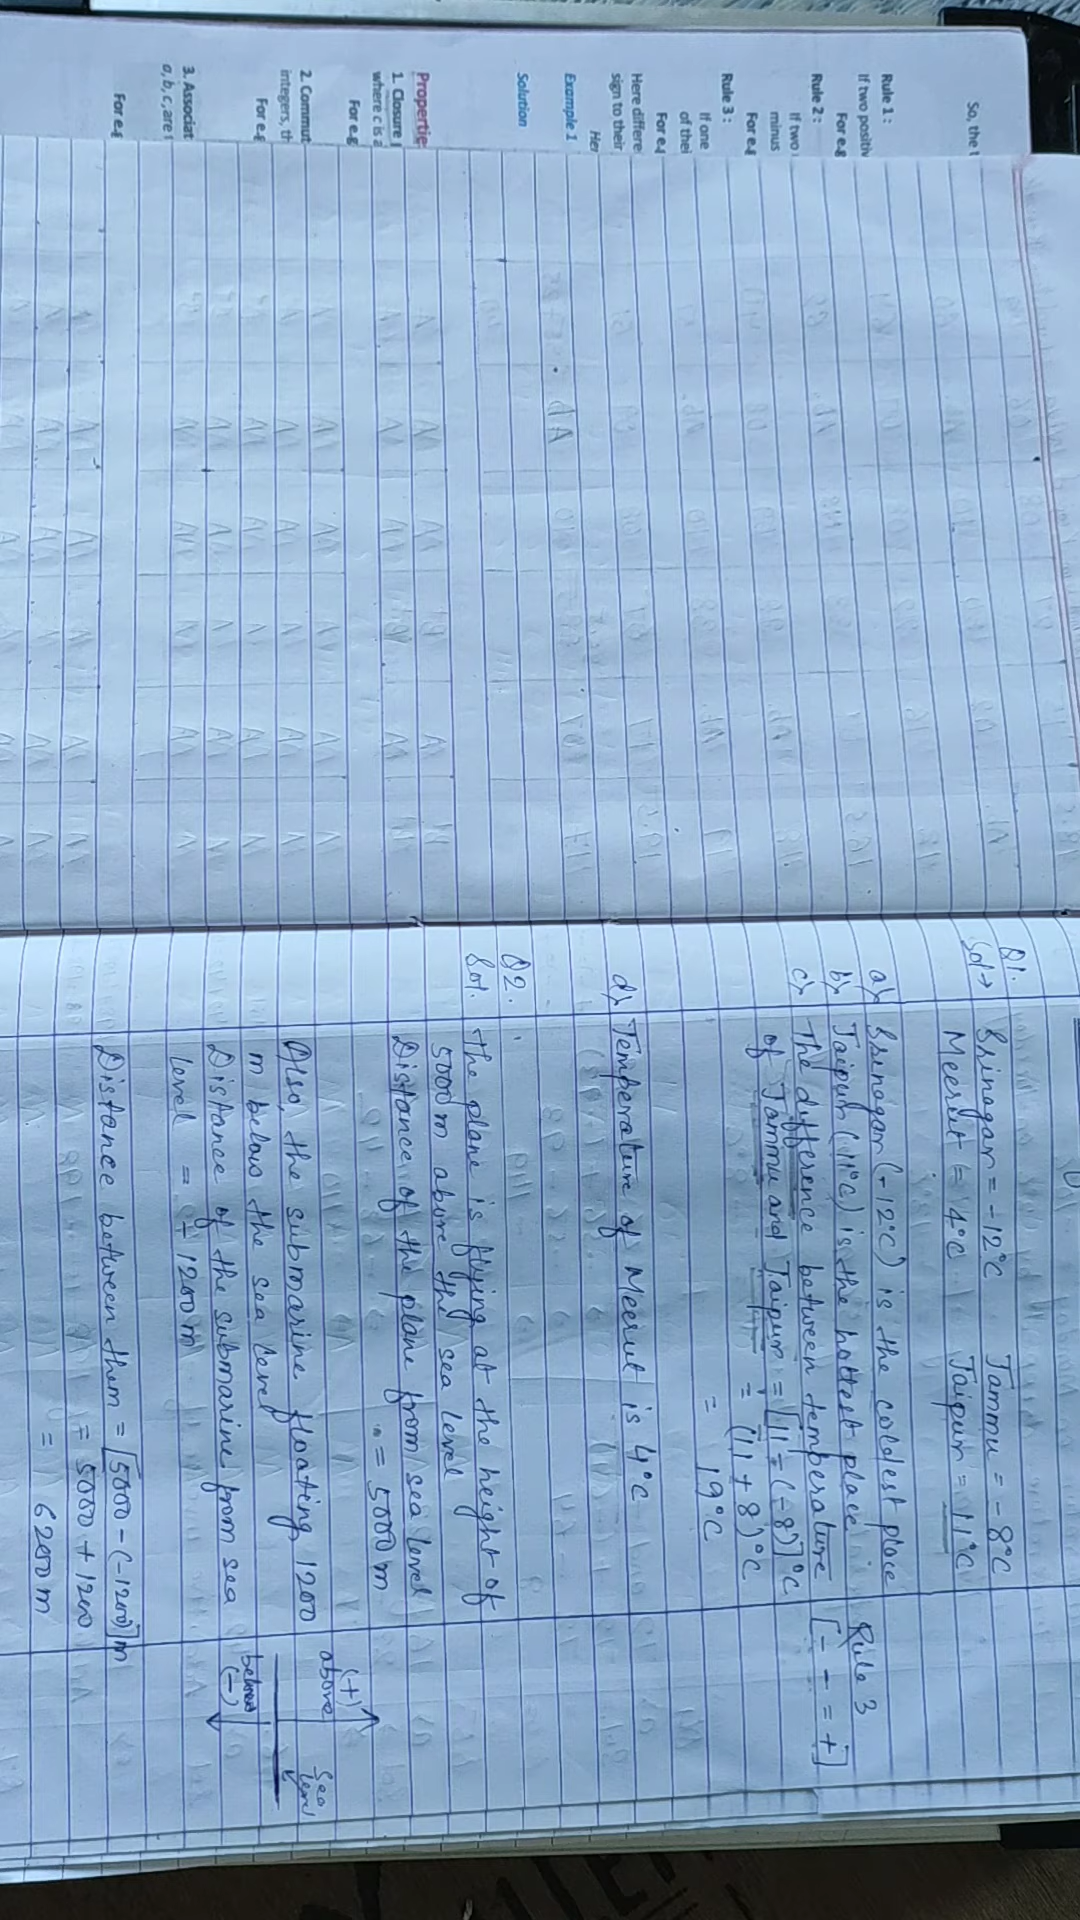 So, the t
Rule 1 :
If two positiv
For e.g
Rule 2 :
If two
minus
For e.g
Rule 3 :
If one
of thei
For e.g
Here differe
sign to their
Example 1
Her
Solution
Propertie
1. Closure
where c is a
For e.g
2. Commut
integers, th
For e.g
3. Associat
a, b, c, are i
For e.g
Q1.
Sol → Srinagar = -12°C Jammu = -8°C
Meerut = 4°C Jaipur = 11°C
a) Srinagar (-12°C) is the coldest place
b) Jaipur (11°C) is the hottest place
c) The difference between temperature
of Jammu and Jaipur = [11 - (-8)]°C
= (11 + 8)°C
= 19°C
Rule 3
[- - = +]
d) Temperature of Meerut is 4°C
Q2.
Sol. The plane is flying at the height of
5000 m above the sea level
Distance of the plane from sea level
= 5000 m
Also, the submarine floating 1200
m below the sea level
Distance of the submarine from sea
level = -1200 m
(+)
above
sea
level
below
(-)
Distance between them = [5000 - (-1200)] m
= 5000 + 1200
= 6200 m